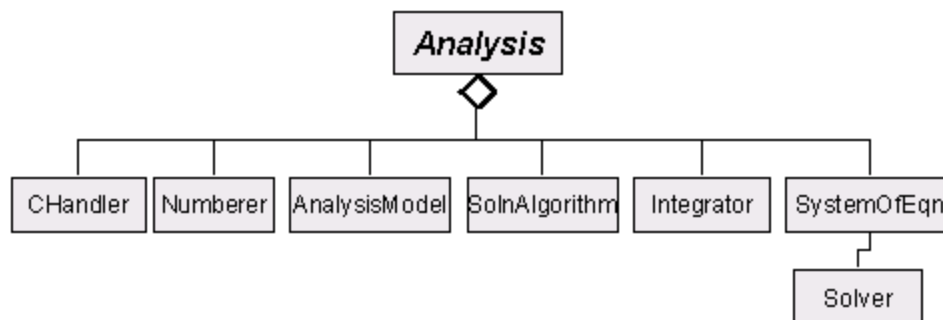 Analysis
CHandler
Numberer
AnalysisModel
SolnAlgorithm
Integrator
SystemOfEqn
Solver